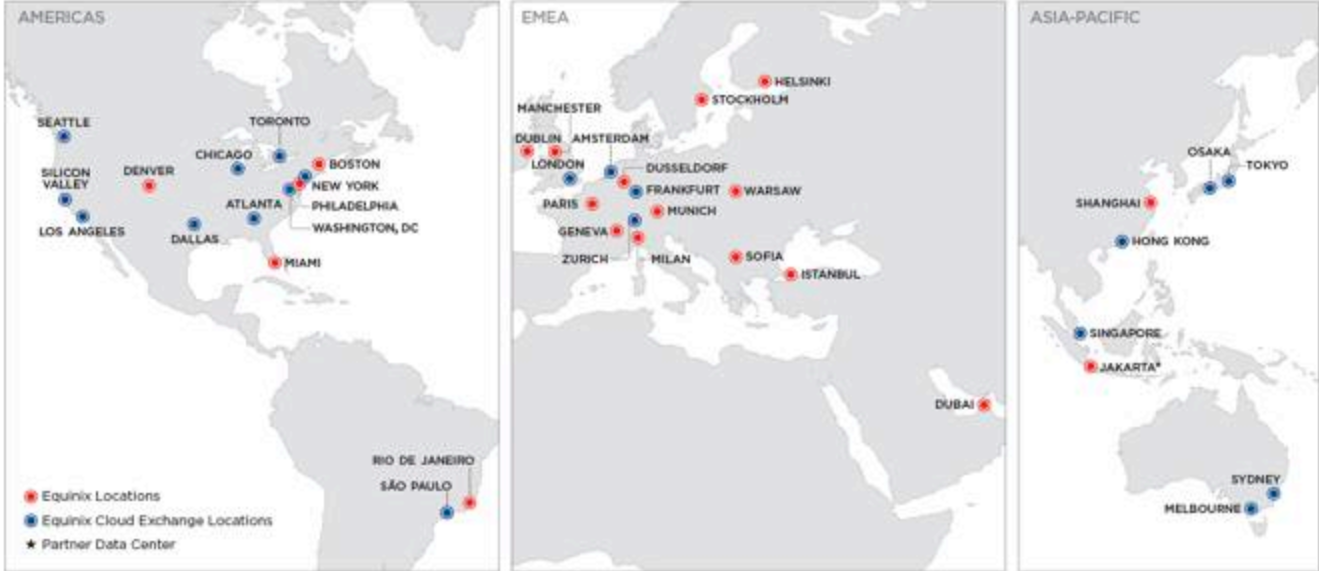 AMERICAS
SEATTLE
TORONTO
CHICAGO
BOSTON
SILICON
VALLEY
DENVER
NEW YORK
PHILADELPHIA
ATLANTA
WASHINGTON, DC
LOS ANGELES
DALLAS
MIAMI
RIO DE JANEIRO
SÃO PAULO
Equinix Locations
Equinix Cloud Exchange Locations
★ Partner Data Center
EMEA
HELSINKI
STOCKHOLM
MANCHESTER
DUBLIN
AMSTERDAM
LONDON
DUSSELDORF
FRANKFURT
WARSAW
PARIS
MUNICH
GENEVA
ZURICH
MILAN
SOFIA
ISTANBUL
DUBAI
ASIA-PACIFIC
OSAKA
TOKYO
SHANGHAI
HONG KONG
SINGAPORE
JAKARTA★
SYDNEY
MELBOURNE